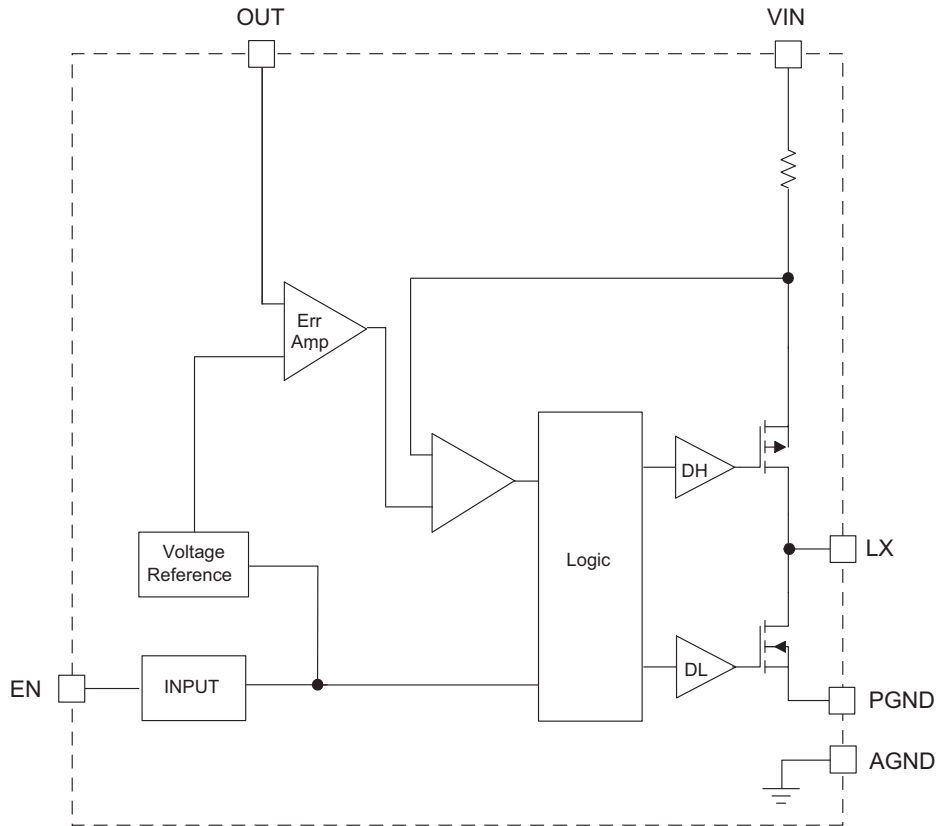 OUT
VIN
Err
Amp
DH
Voltage
Reference
Logic
LX
EN
INPUT
DL
PGND
AGND